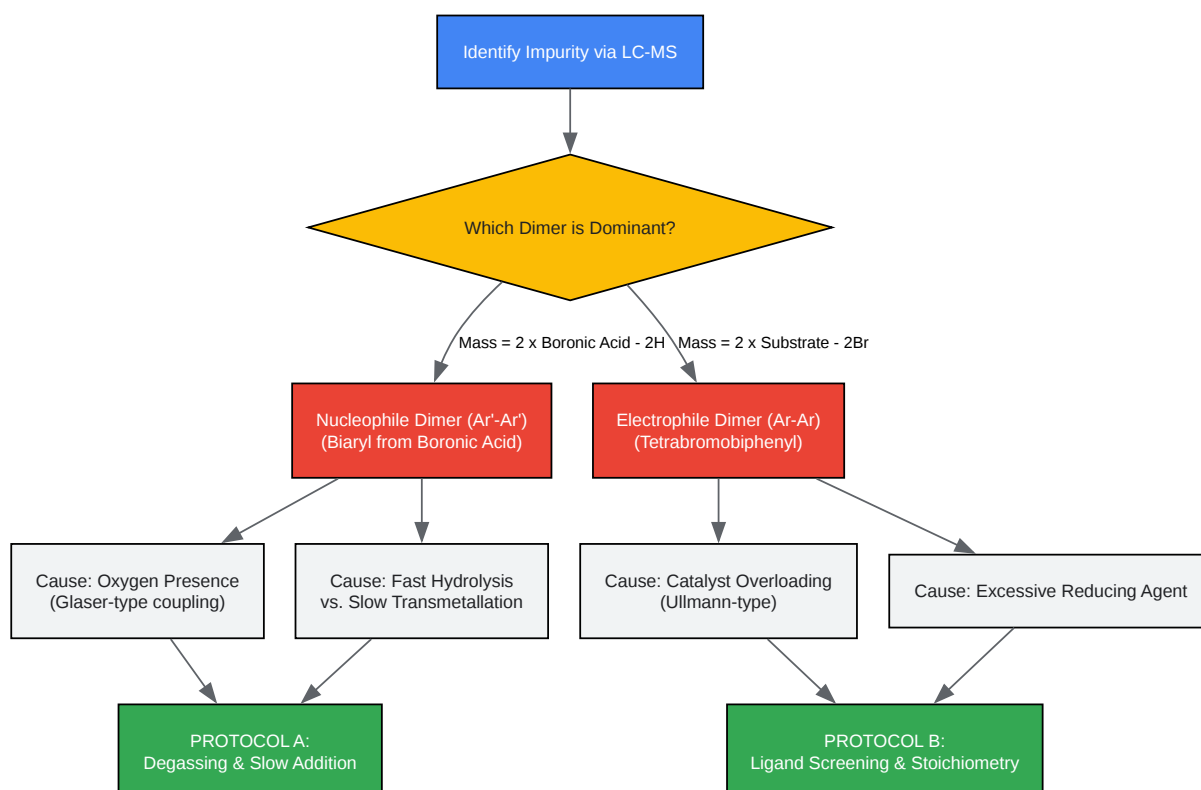 Identify Impurity via LC-MS
Which Dimer is Dominant?
Mass = 2 x Boronic Acid - 2H
Mass = 2 x Substrate - 2Br
Nucleophile Dimer (Ar'-Ar')
(Biaryl from Boronic Acid)
Electrophile Dimer (Ar-Ar)
(Tetrabromobiphenyl)
Cause: Oxygen Presence
(Glaser-type coupling)
Cause: Fast Hydrolysis
vs. Slow Transmetallation
Cause: Catalyst Overloading
(Ullmann-type)
Cause: Excessive Reducing Agent
PROTOCOL A:
Degassing & Slow Addition
PROTOCOL B:
Ligand Screening & Stoichiometry